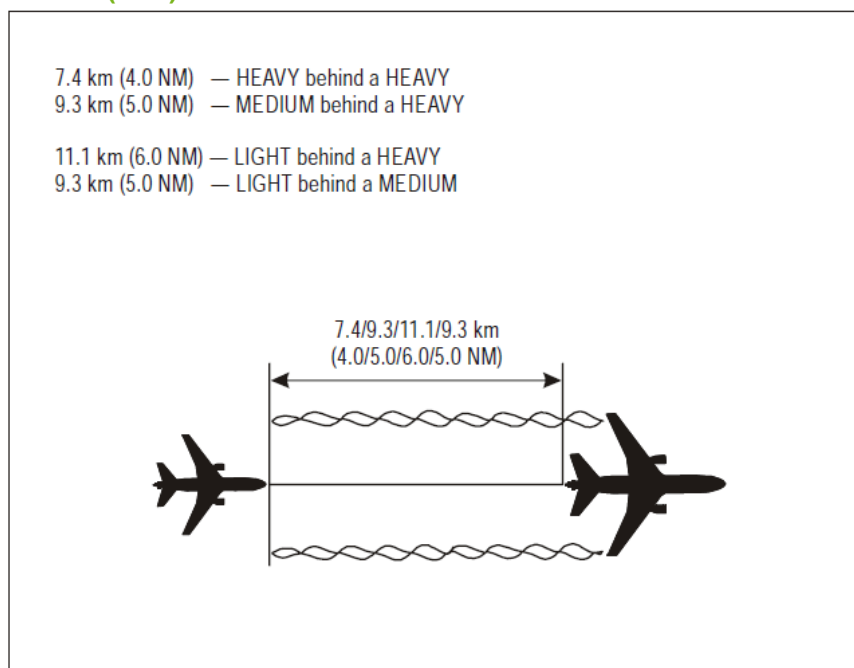 7.4 km (4.0 NM) — HEAVY behind a HEAVY
9.3 km (5.0 NM) — MEDIUM behind a HEAVY
11.1 km (6.0 NM) — LIGHT behind a HEAVY
9.3 km (5.0 NM) — LIGHT behind a MEDIUM
7.4/9.3/11.1/9.3 km
(4.0/5.0/6.0/5.0 NM)